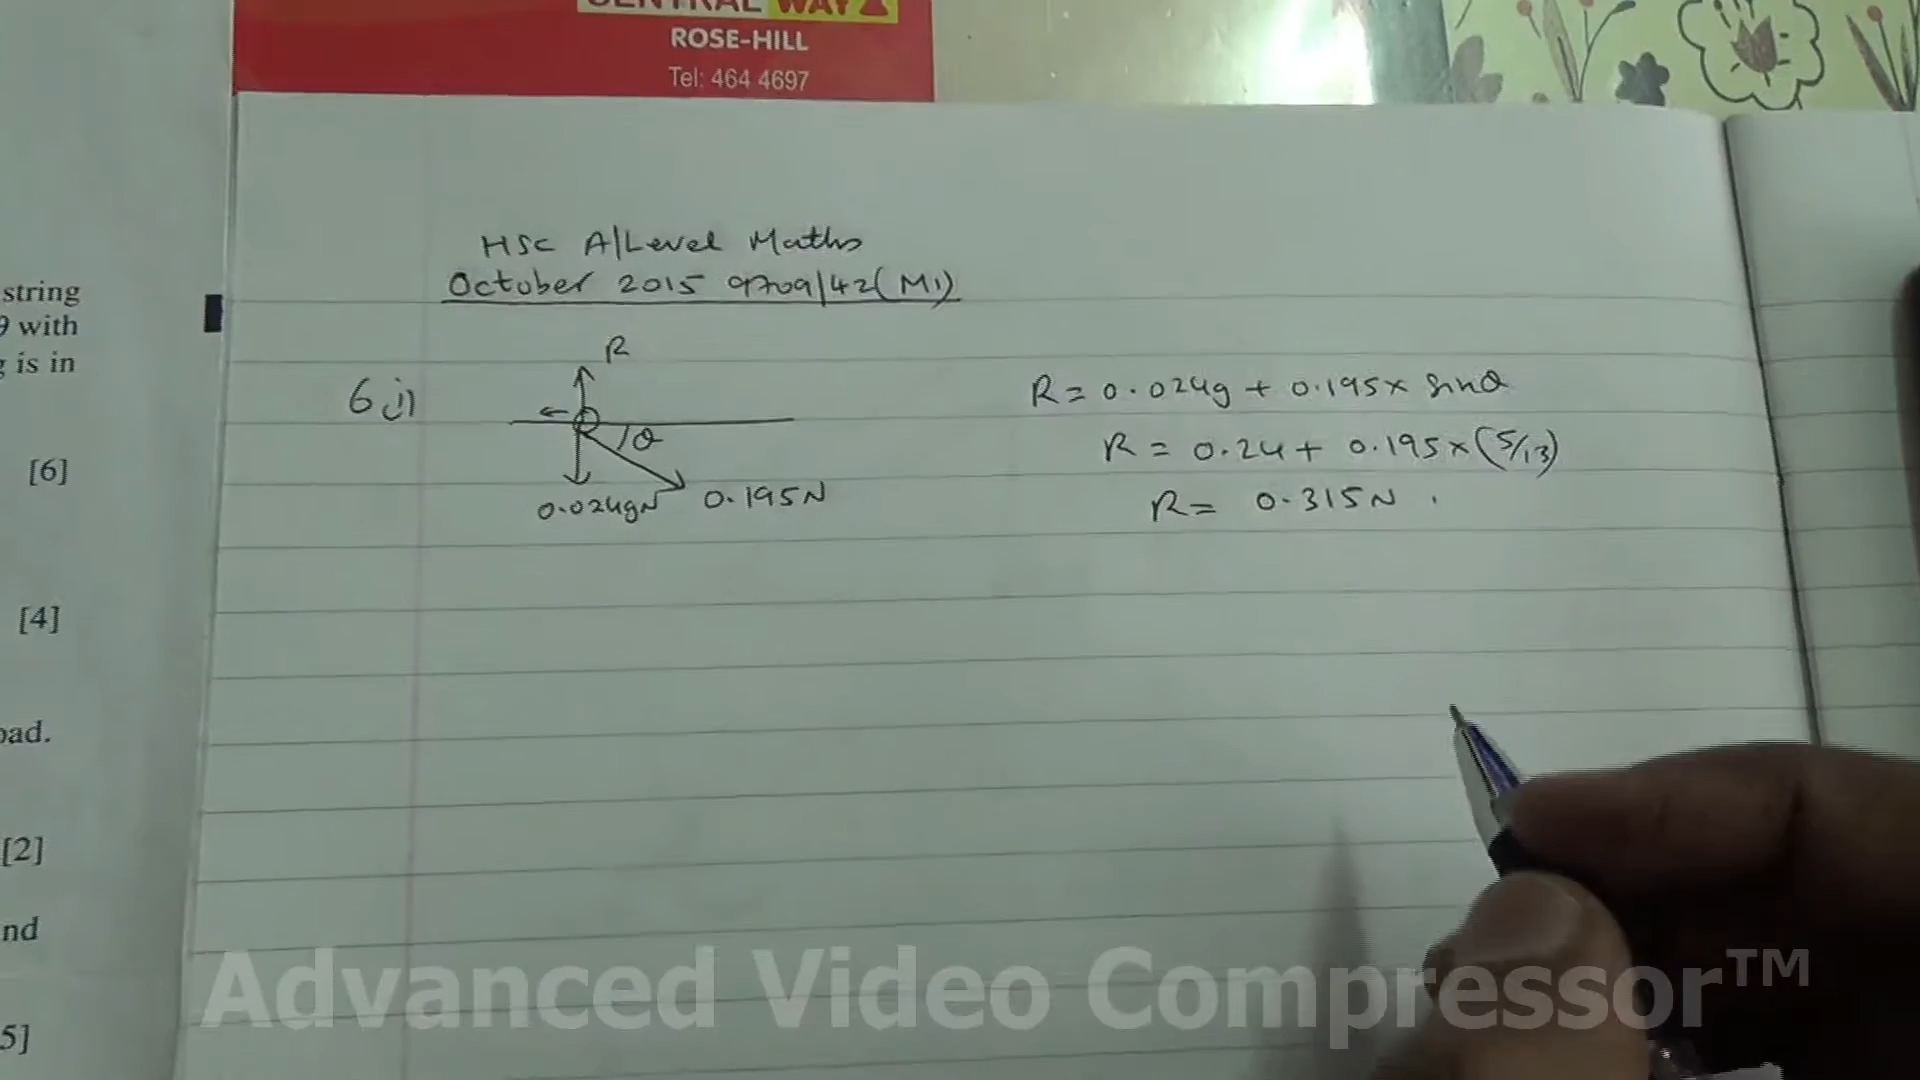 CENTRAL WAY
ROSE-HILL
Tel: 464 4697
string
θ with
g is in
[6]
[4]
oad.
[2]
nd
5]
HSC A/Level Maths
October 2015 9709/42(M1)
6 i)
R
θ
0.024gN
0.195N
R = 0.024g + 0.195 x sinθ
R = 0.24 + 0.195 x (5/13)
R = 0.315N .
Advanced Video Compressor™